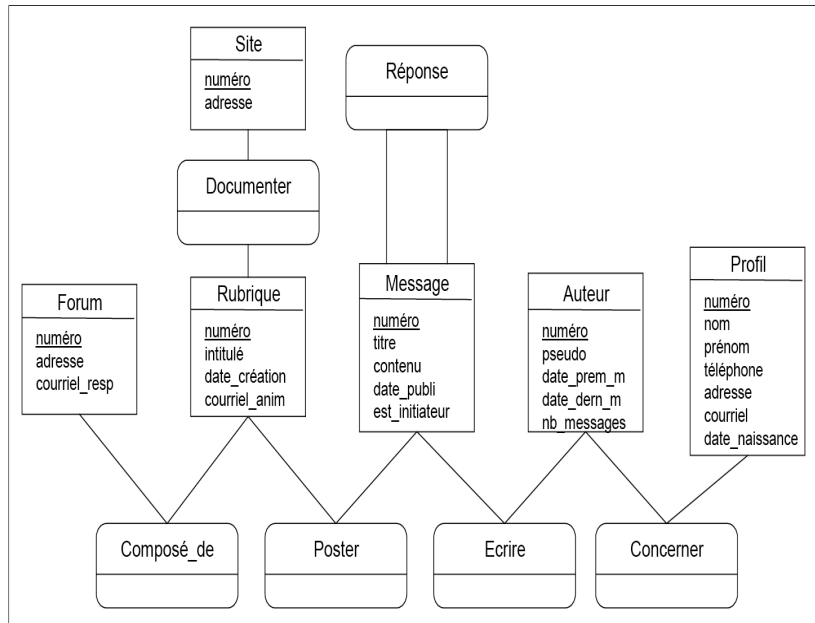 Site
numéro
adresse
Réponse
Documenter
Forum
numéro
adresse
courriel_resp
Rubrique
numéro
intitulé
date_création
courriel_anim
Message
numéro
titre
contenu
date_publi
est_initiateur
Auteur
numéro
pseudo
date_prem_m
date_dern_m
nb_messages
Profil
numéro
nom
prénom
téléphone
adresse
courriel
date_naissance
Composé_de
Poster
Ecrire
Concerner